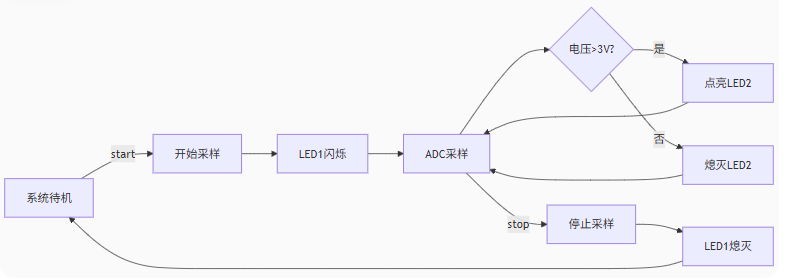 系统待机
start
开始采样
LED1闪烁
ADC采样
电压>3V?
是
点亮LED2
否
熄灭LED2
stop
停止采样
LED1熄灭